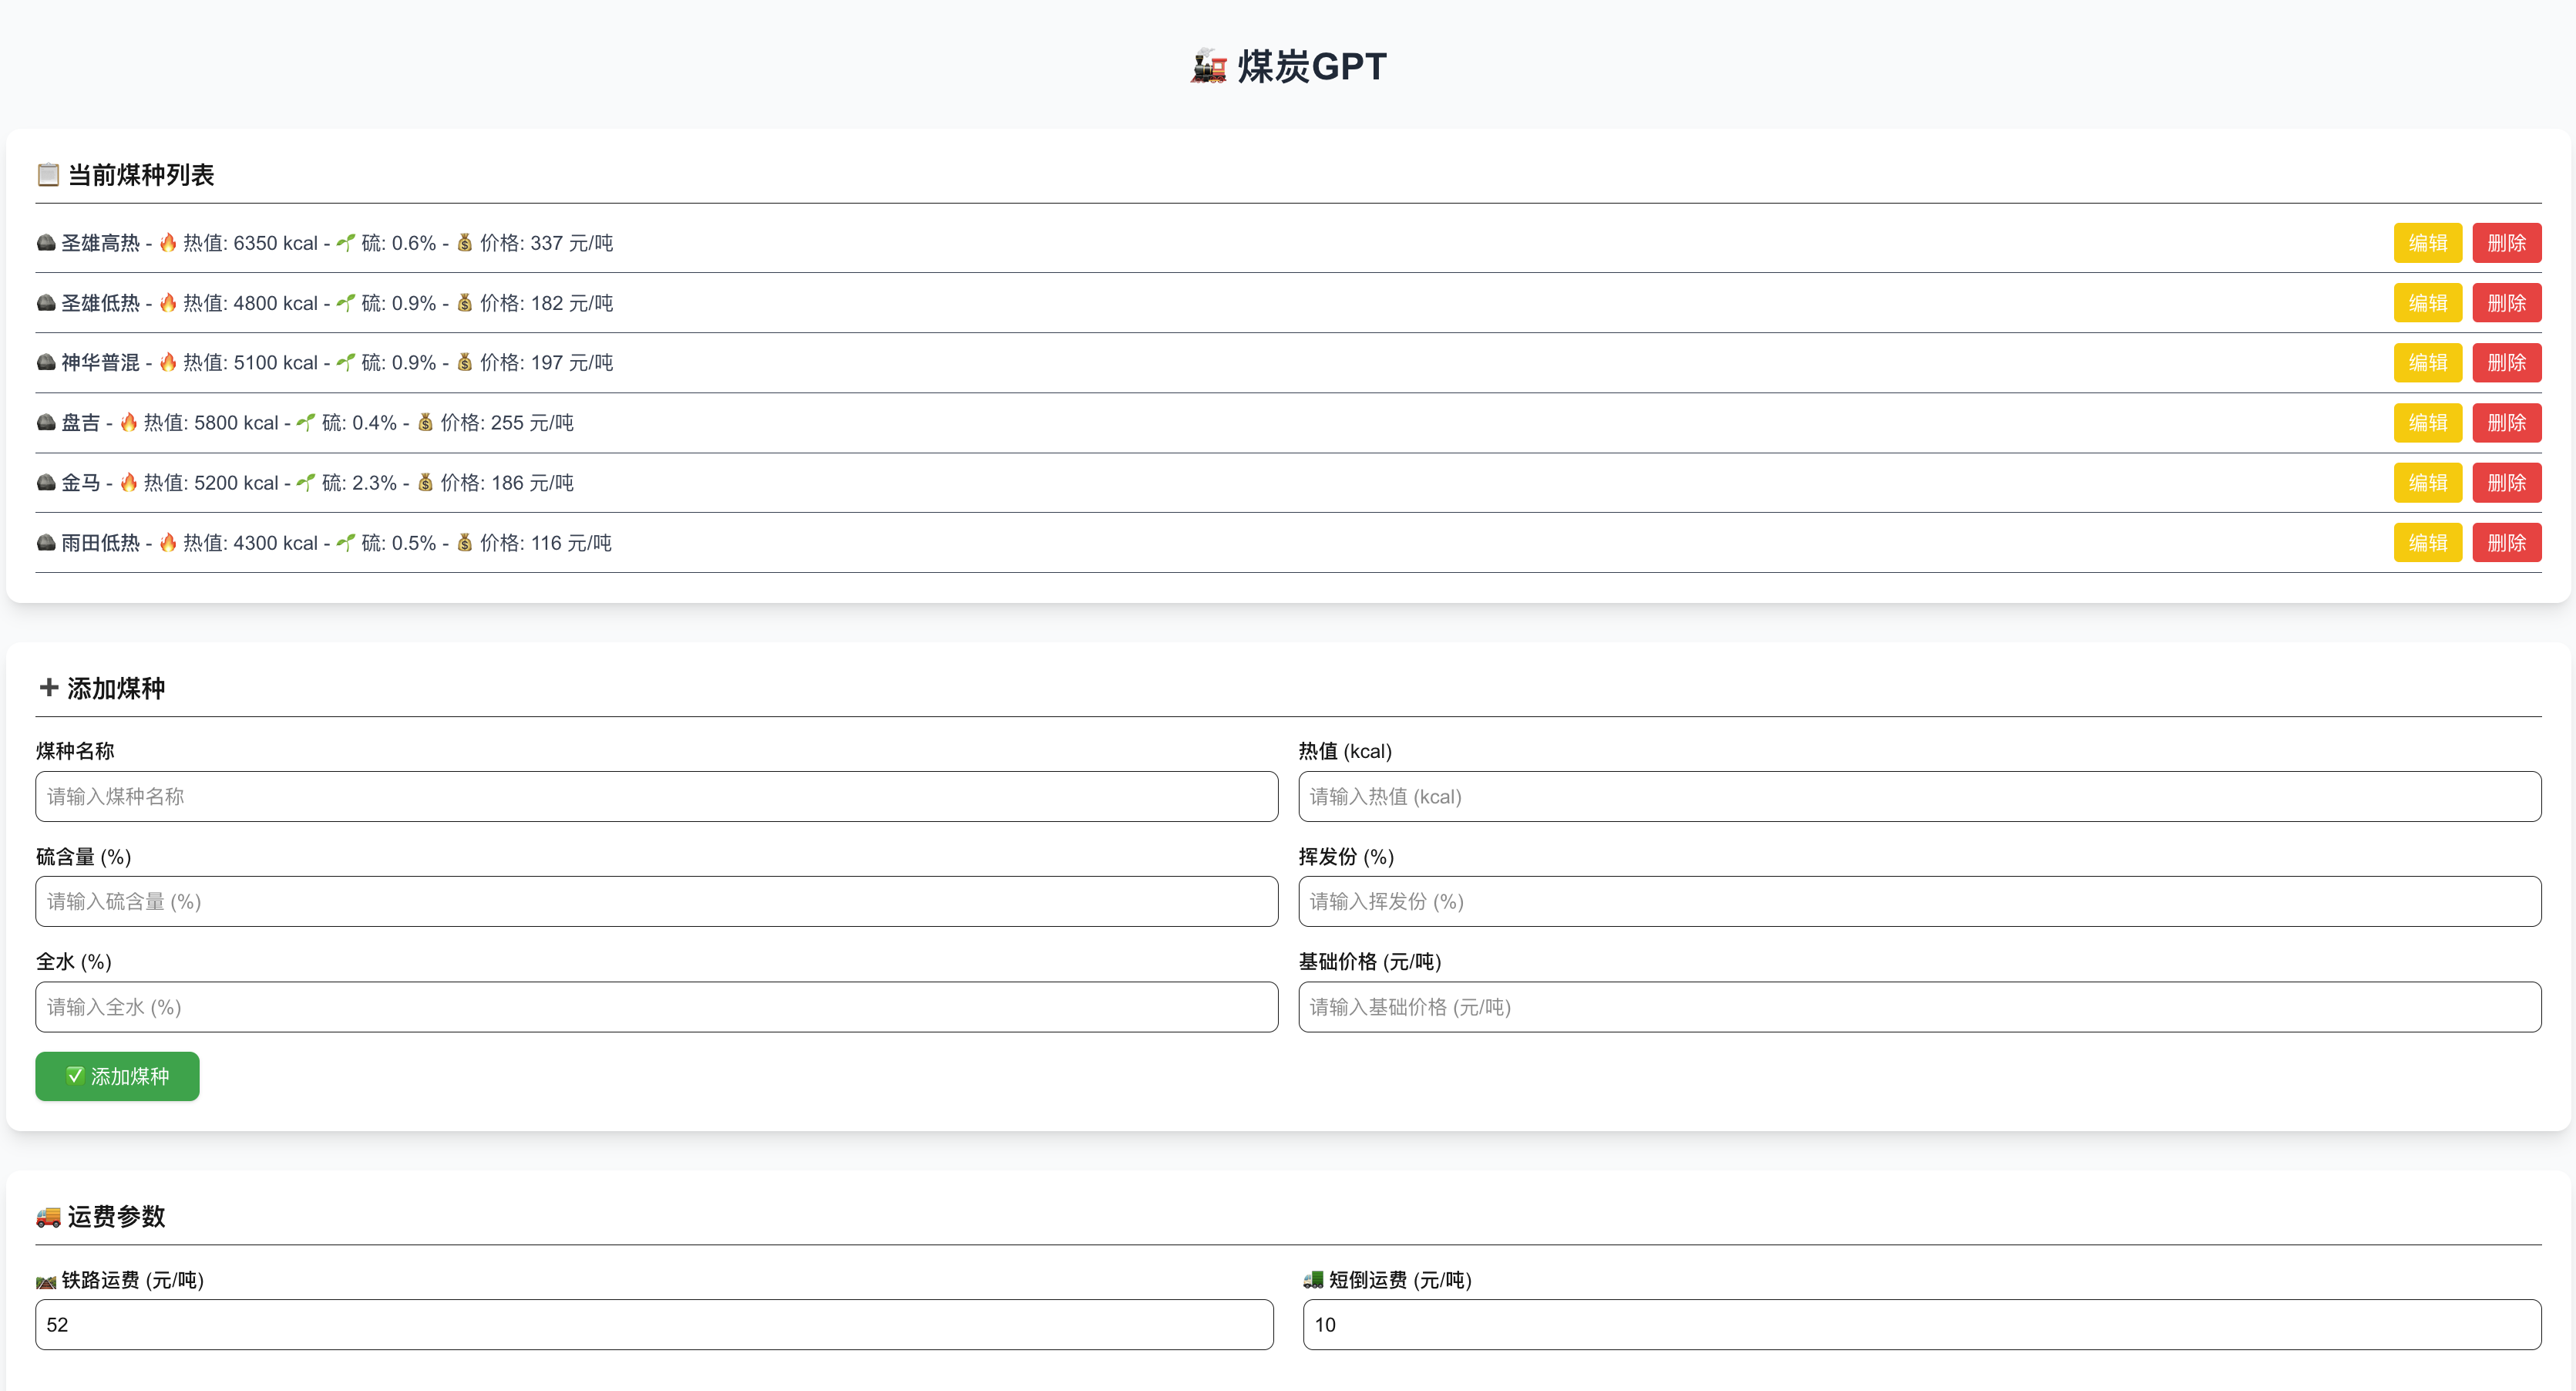 🚂 煤炭GPT
📋 当前煤种列表
圣雄高热 - 🔥 热值: 6350 kcal - 🌱 硫: 0.6% - 💰 价格: 337 元/吨 编辑 删除
圣雄低热 - 🔥 热值: 4800 kcal - 🌱 硫: 0.9% - 💰 价格: 182 元/吨 编辑 删除
神华普混 - 🔥 热值: 5100 kcal - 🌱 硫: 0.9% - 💰 价格: 197 元/吨 编辑 删除
盘吉 - 🔥 热值: 5800 kcal - 🌱 硫: 0.4% - 💰 价格: 255 元/吨 编辑 删除
金马 - 🔥 热值: 5200 kcal - 🌱 硫: 2.3% - 💰 价格: 186 元/吨 编辑 删除
雨田低热 - 🔥 热值: 4300 kcal - 🌱 硫: 0.5% - 💰 价格: 116 元/吨 编辑 删除
➕ 添加煤种
煤种名称 热值 (kcal)
请输入煤种名称 请输入热值 (kcal)
硫含量 (%) 挥发份 (%)
请输入硫含量 (%) 请输入挥发份 (%)
全水 (%) 基础价格 (元/吨)
请输入全水 (%) 请输入基础价格 (元/吨)
✅ 添加煤种
🚚 运费参数
🛤️ 铁路运费 (元/吨) 🚛 短倒运费 (元/吨)
52 10